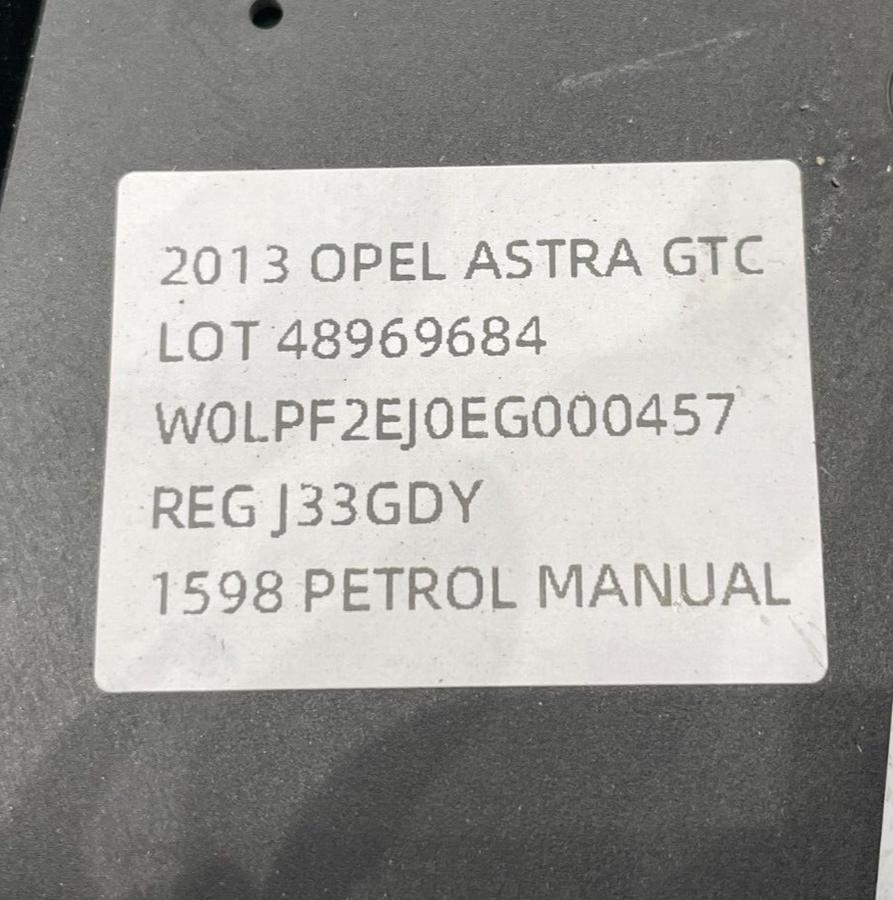 2013 OPEL ASTRA GTC
LOT 48969684
W0LPF2EJ0EG000457
REG J33GDY
1598 PETROL MANUAL